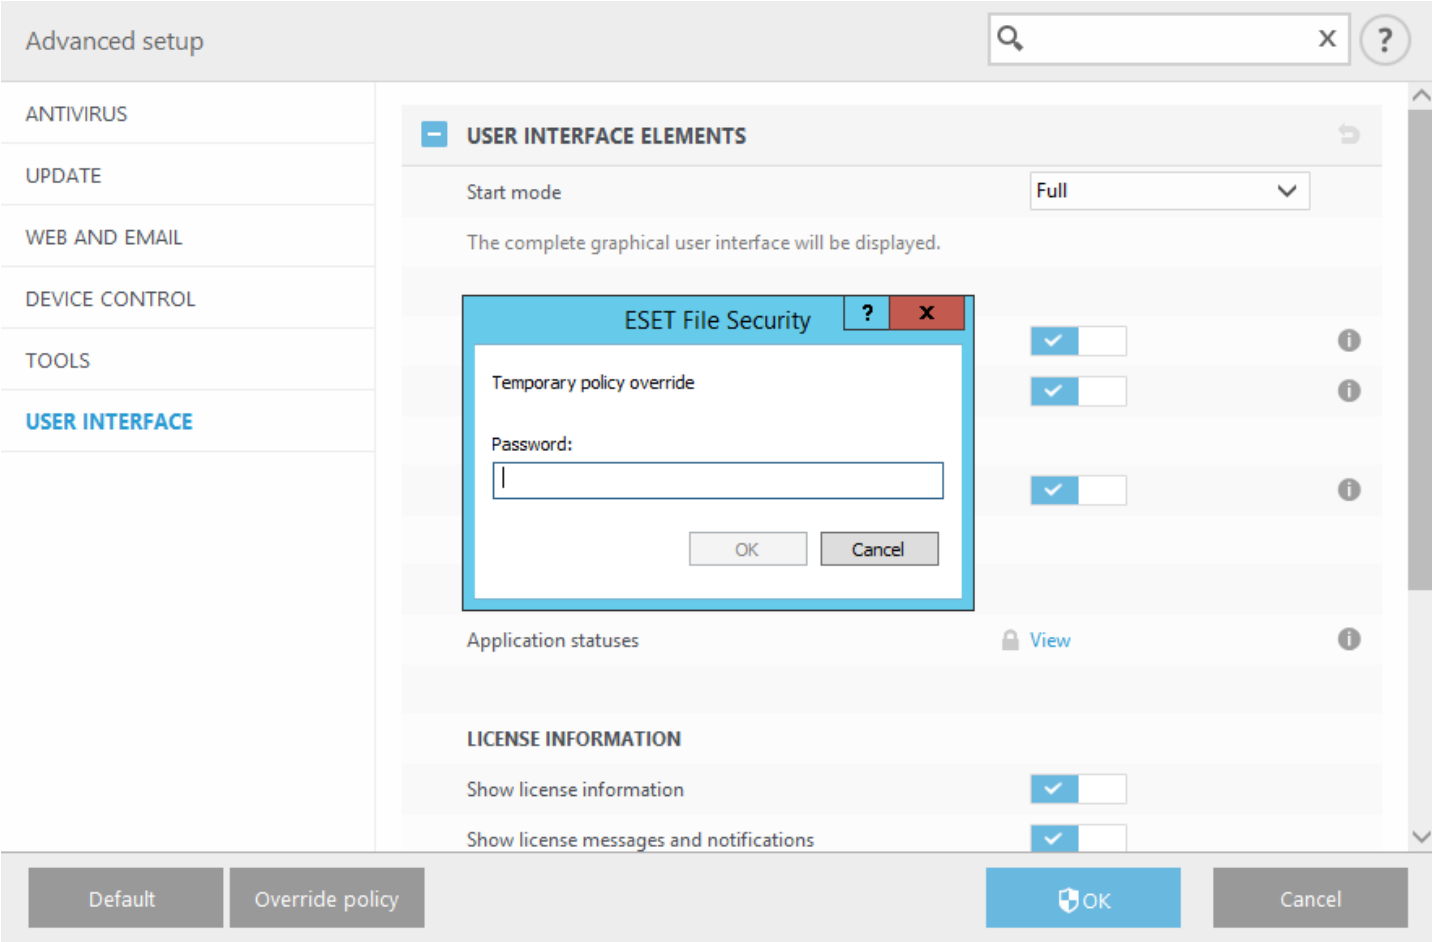 Advanced setup
X
?
ANTIVIRUS
UPDATE
WEB AND EMAIL
DEVICE CONTROL
TOOLS
USER INTERFACE
USER INTERFACE ELEMENTS
Start mode
Full
The complete graphical user interface will be displayed.
ESET File Security
?
x
Temporary policy override
Password:
OK
Cancel
Application statuses
View
LICENSE INFORMATION
Show license information
Show license messages and notifications
Default
Override policy
OK
Cancel